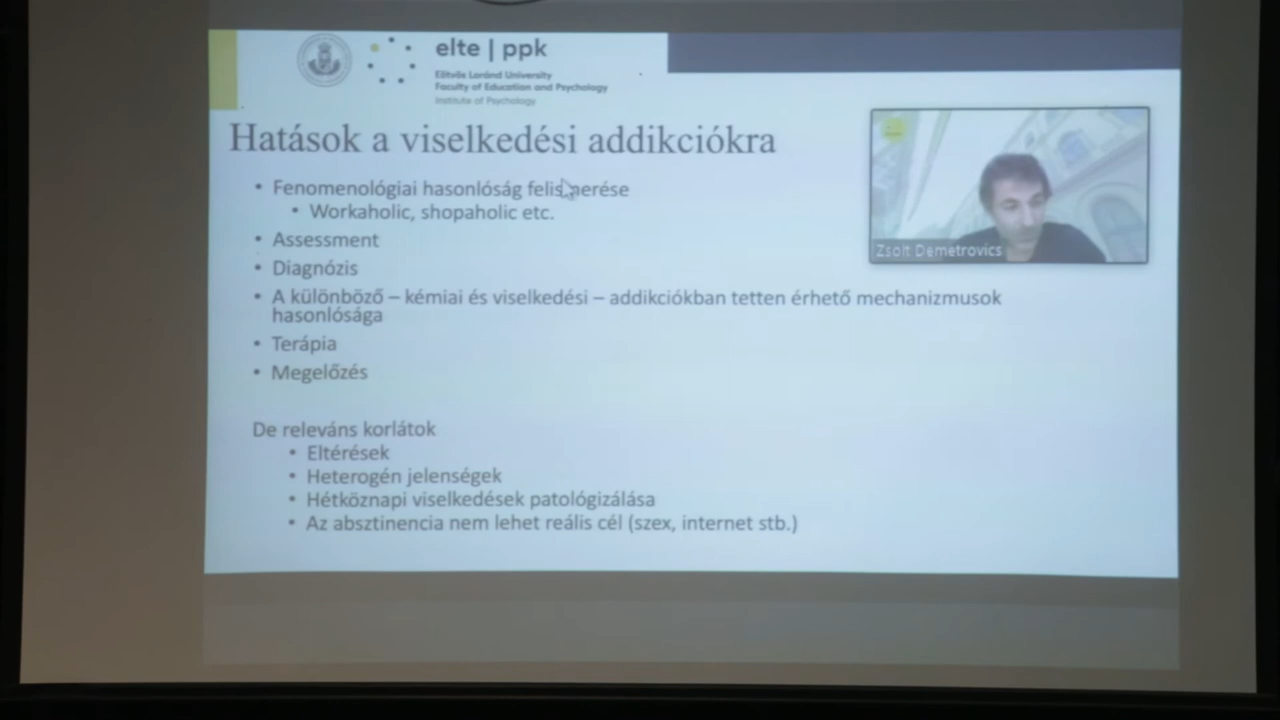 elte | ppk
Eötvös Loránd University
Faculty of Education and Psychology
Institute of Psychology
Hatások a viselkedési addikciókra
• Fenomenológiai hasonlóság felismerése
• Workaholic, shopaholic etc.
• Assessment
• Diagnózis
• A különböző – kémiai és viselkedési – addikciókban tetten érhető mechanizmusok
hasonlósága
• Terápia
• Megelőzés
Zsolt Demetrovics
De releváns korlátok
• Eltérések
• Heterogén jelenségek
• Hétköznapi viselkedések patológizálása
• Az absztinencia nem lehet reális cél (szex, internet stb.)